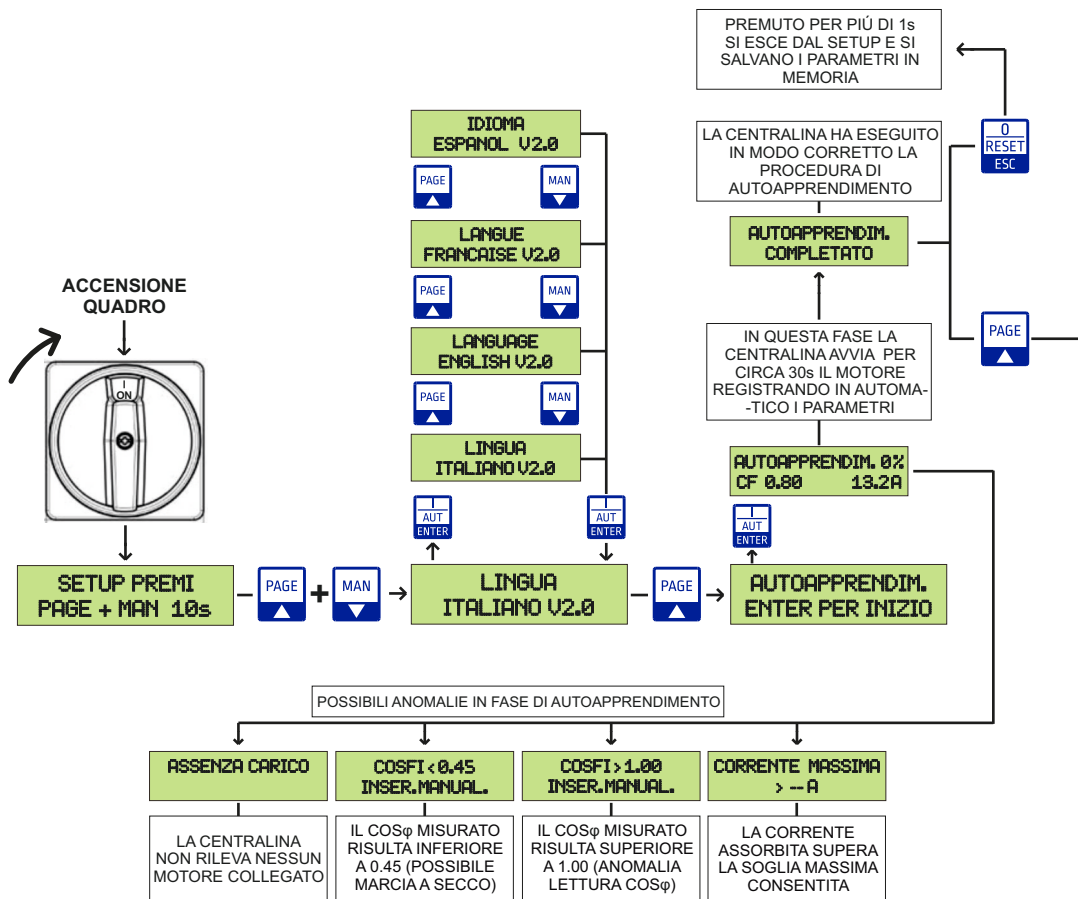 PREMUTO PER PIÚ DI 1s
SI ESCE DAL SETUP E SI
SALVANO I PARAMETRI IN
MEMORIA
0
RESET
ESC
LA CENTRALINA HA ESEGUITO
IN MODO CORRETTO LA
PROCEDURA DI
AUTOAPPRENDIMENTO
AUTOAPPRENDIM.
COMPLETATO
PAGE
IN QUESTA FASE LA
CENTRALINA AVVIA PER
CIRCA 30s IL MOTORE
REGISTRANDO IN AUTOMA-
-TICO I PARAMETRI
AUTOAPPRENDIM. 0%
CF 0.80 13.2A
I
AUT
ENTER
IDIOMA
ESPANOL V2.0
PAGE
MAN
LANGUE
FRANCAISE V2.0
PAGE
MAN
LANGUAGE
ENGLISH V2.0
PAGE
MAN
LINGUA
ITALIANO V2.0
I
AUT
ENTER
I
AUT
ENTER
ACCENSIONE
QUADRO
I
ON
SETUP PREMI
PAGE + MAN 10s
PAGE
+
MAN
LINGUA
ITALIANO V2.0
PAGE
AUTOAPPRENDIM.
ENTER PER INIZIO
POSSIBILI ANOMALIE IN FASE DI AUTOAPPRENDIMENTO
ASSENZA CARICO
LA CENTRALINA
NON RILEVA NESSUN
MOTORE COLLEGATO
COSFI<0.45
INSER.MANUAL.
IL COSφ MISURATO
RISULTA INFERIORE
A 0.45 (POSSIBILE
MARCIA A SECCO)
COSFI>1.00
INSER.MANUAL.
IL COSφ MISURATO
RISULTA SUPERIORE
A 1.00 (ANOMALIA
LETTURA COSφ)
CORRENTE MASSIMA
> -- A
LA CORRENTE
ASSORBITA SUPERA
LA SOGLIA MASSIMA
CONSENTITA